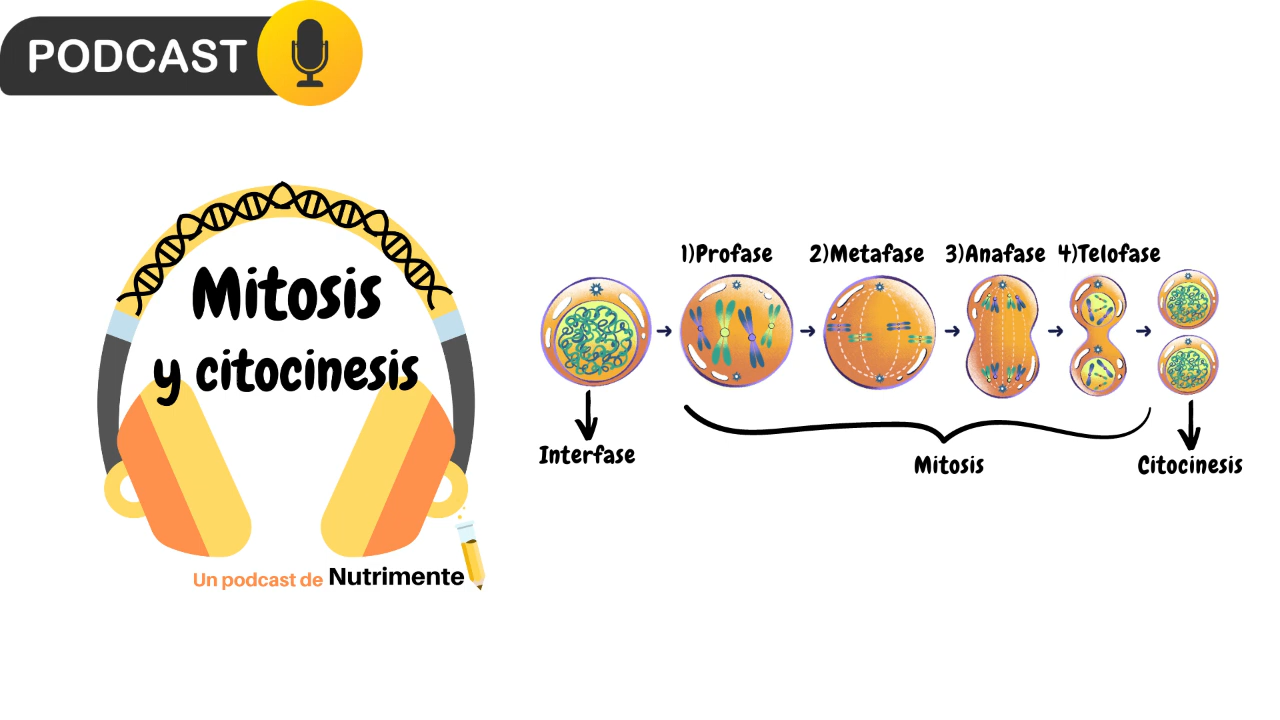 PODCAST
Mitosis
y citocinesis
Un podcast de Nutrimente
1)Profase 2)Metafase 3)Anafase 4)Telofase
Interfase
Mitosis
Citocinesis